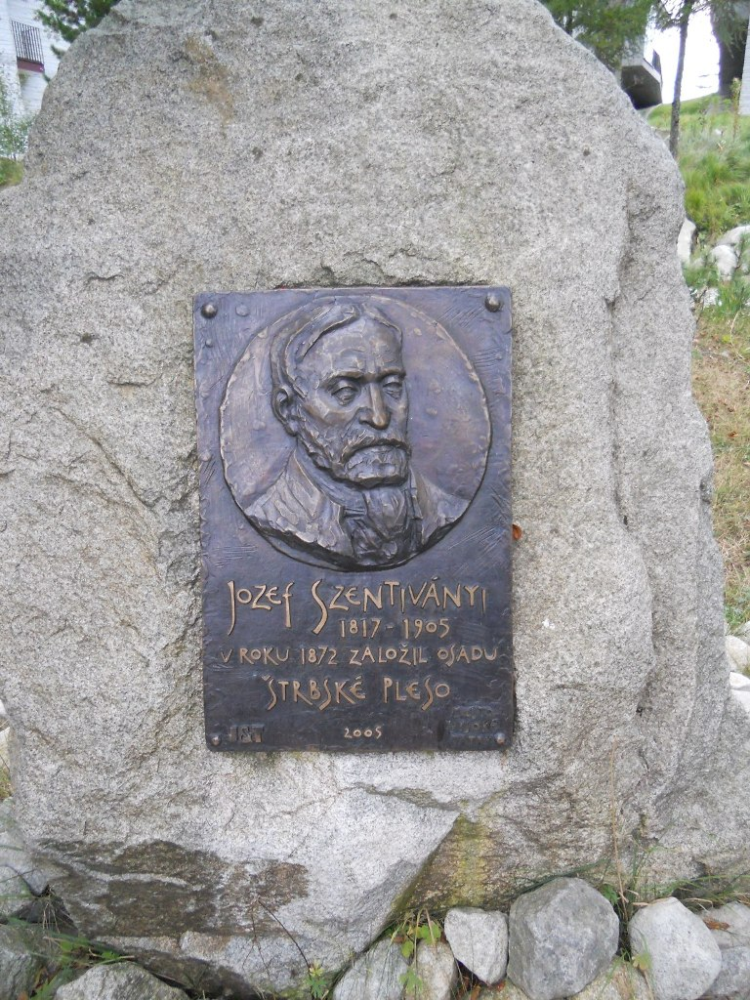 JOZEF SZENTIVÁNYI
1817 - 1905
V ROKU 1872 ZALOŽIL OSADU
ŠTRBSKÉ PLESO
2005